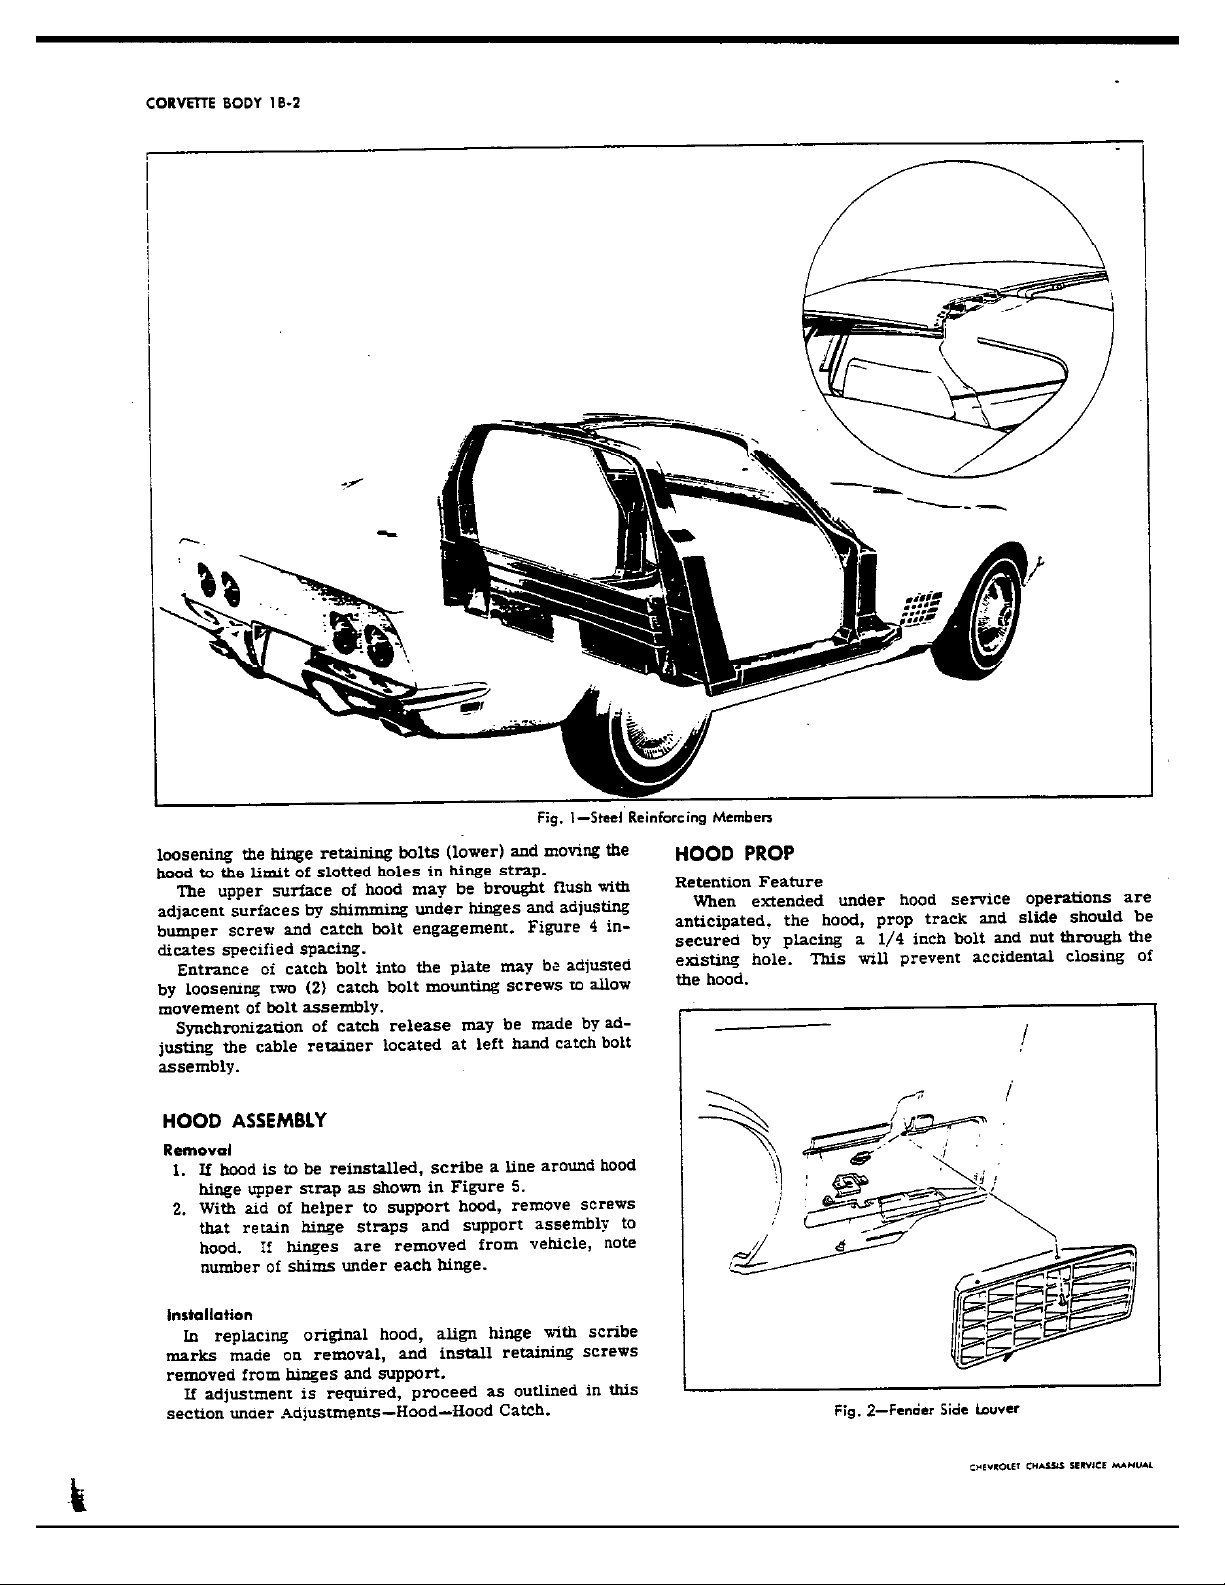 CORVETTE BODY 1B-2
Fig. 1—Steel Reinforcing Members
loosening the hinge retaining bolts (lower) and moving the
hood to the limit of slotted holes in hinge strap.
The upper surface of hood may be brought flush with
adjacent surfaces by shimming under hinges and adjusting
bumper screw and catch bolt engagement. Figure 4 in-
dicates specified spacing.
Entrance of catch bolt into the plate may be adjusted
by loosening two (2) catch bolt mounting screws to allow
movement of bolt assembly.
Synchronization of catch release may be made by ad-
justing the cable retainer located at left hand catch bolt
assembly.
HOOD ASSEMBLY
Removal
1. If hood is to be reinstalled, scribe a line around hood
hinge upper strap as shown in Figure 5.
2. With aid of helper to support hood, remove screws
that retain hinge straps and support assembly to
hood. If hinges are removed from vehicle, note
number of shims under each hinge.
Installation
In replacing original hood, align hinge with scribe
marks made on removal, and install retaining screws
removed from hinges and support.
If adjustment is required, proceed as outlined in this
section under Adjustments—Hood—Hood Catch.
HOOD PROP
Retention Feature
When extended under hood service operations are
anticipated, the hood, prop track and slide should be
secured by placing a 1/4 inch bolt and nut through the
existing hole. This will prevent accidental closing of
the hood.
Fig. 2—Fender Side Louver
CHEVROLET CHASSIS SERVICE MANUAL